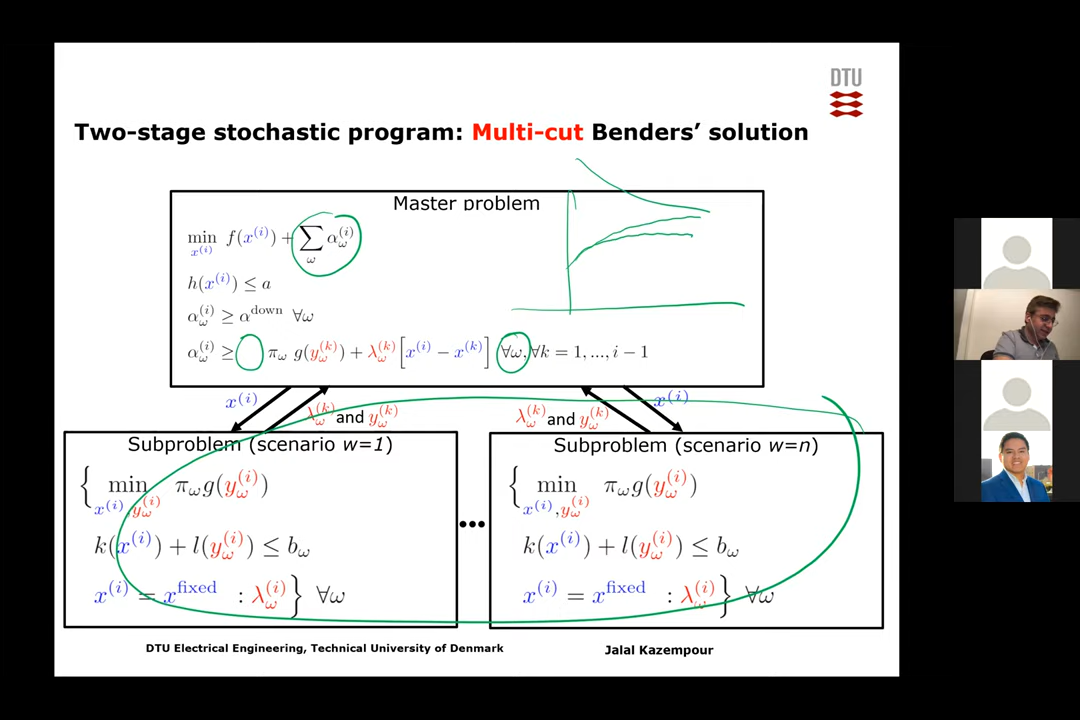 DTU
Two-stage stochastic program: Multi-cut Benders' solution
Master problem
min f(x^(i)) + ∑ α_ω^(i)
x^(i) ω
h(x^(i)) ≤ a
α_ω^(i) ≥ α^down ∀ω
α_ω^(i) ≥ π_ω g(y_ω^(k)) + λ_ω^(k) [x^(i) − x^(k)] ∀ω, ∀k = 1, ..., i − 1
x^(i) λ_ω^(k) and y_ω^(k) λ_ω^(k) and y_ω^(k) x^(i)
Subproblem (scenario w=1)
{ min π_ω g(y_ω^(i))
x^(i), y_ω^(i)
k(x^(i)) + l(y_ω^(i)) ≤ b_ω
x^(i) = x^fixed : λ_ω^(i) } ∀ω
...
Subproblem (scenario w=n)
{ min π_ω g(y_ω^(i))
x^(i), y_ω^(i)
k(x^(i)) + l(y_ω^(i)) ≤ b_ω
x^(i) = x^fixed : λ_ω^(i) } ∀ω
DTU Electrical Engineering, Technical University of Denmark Jalal Kazempour